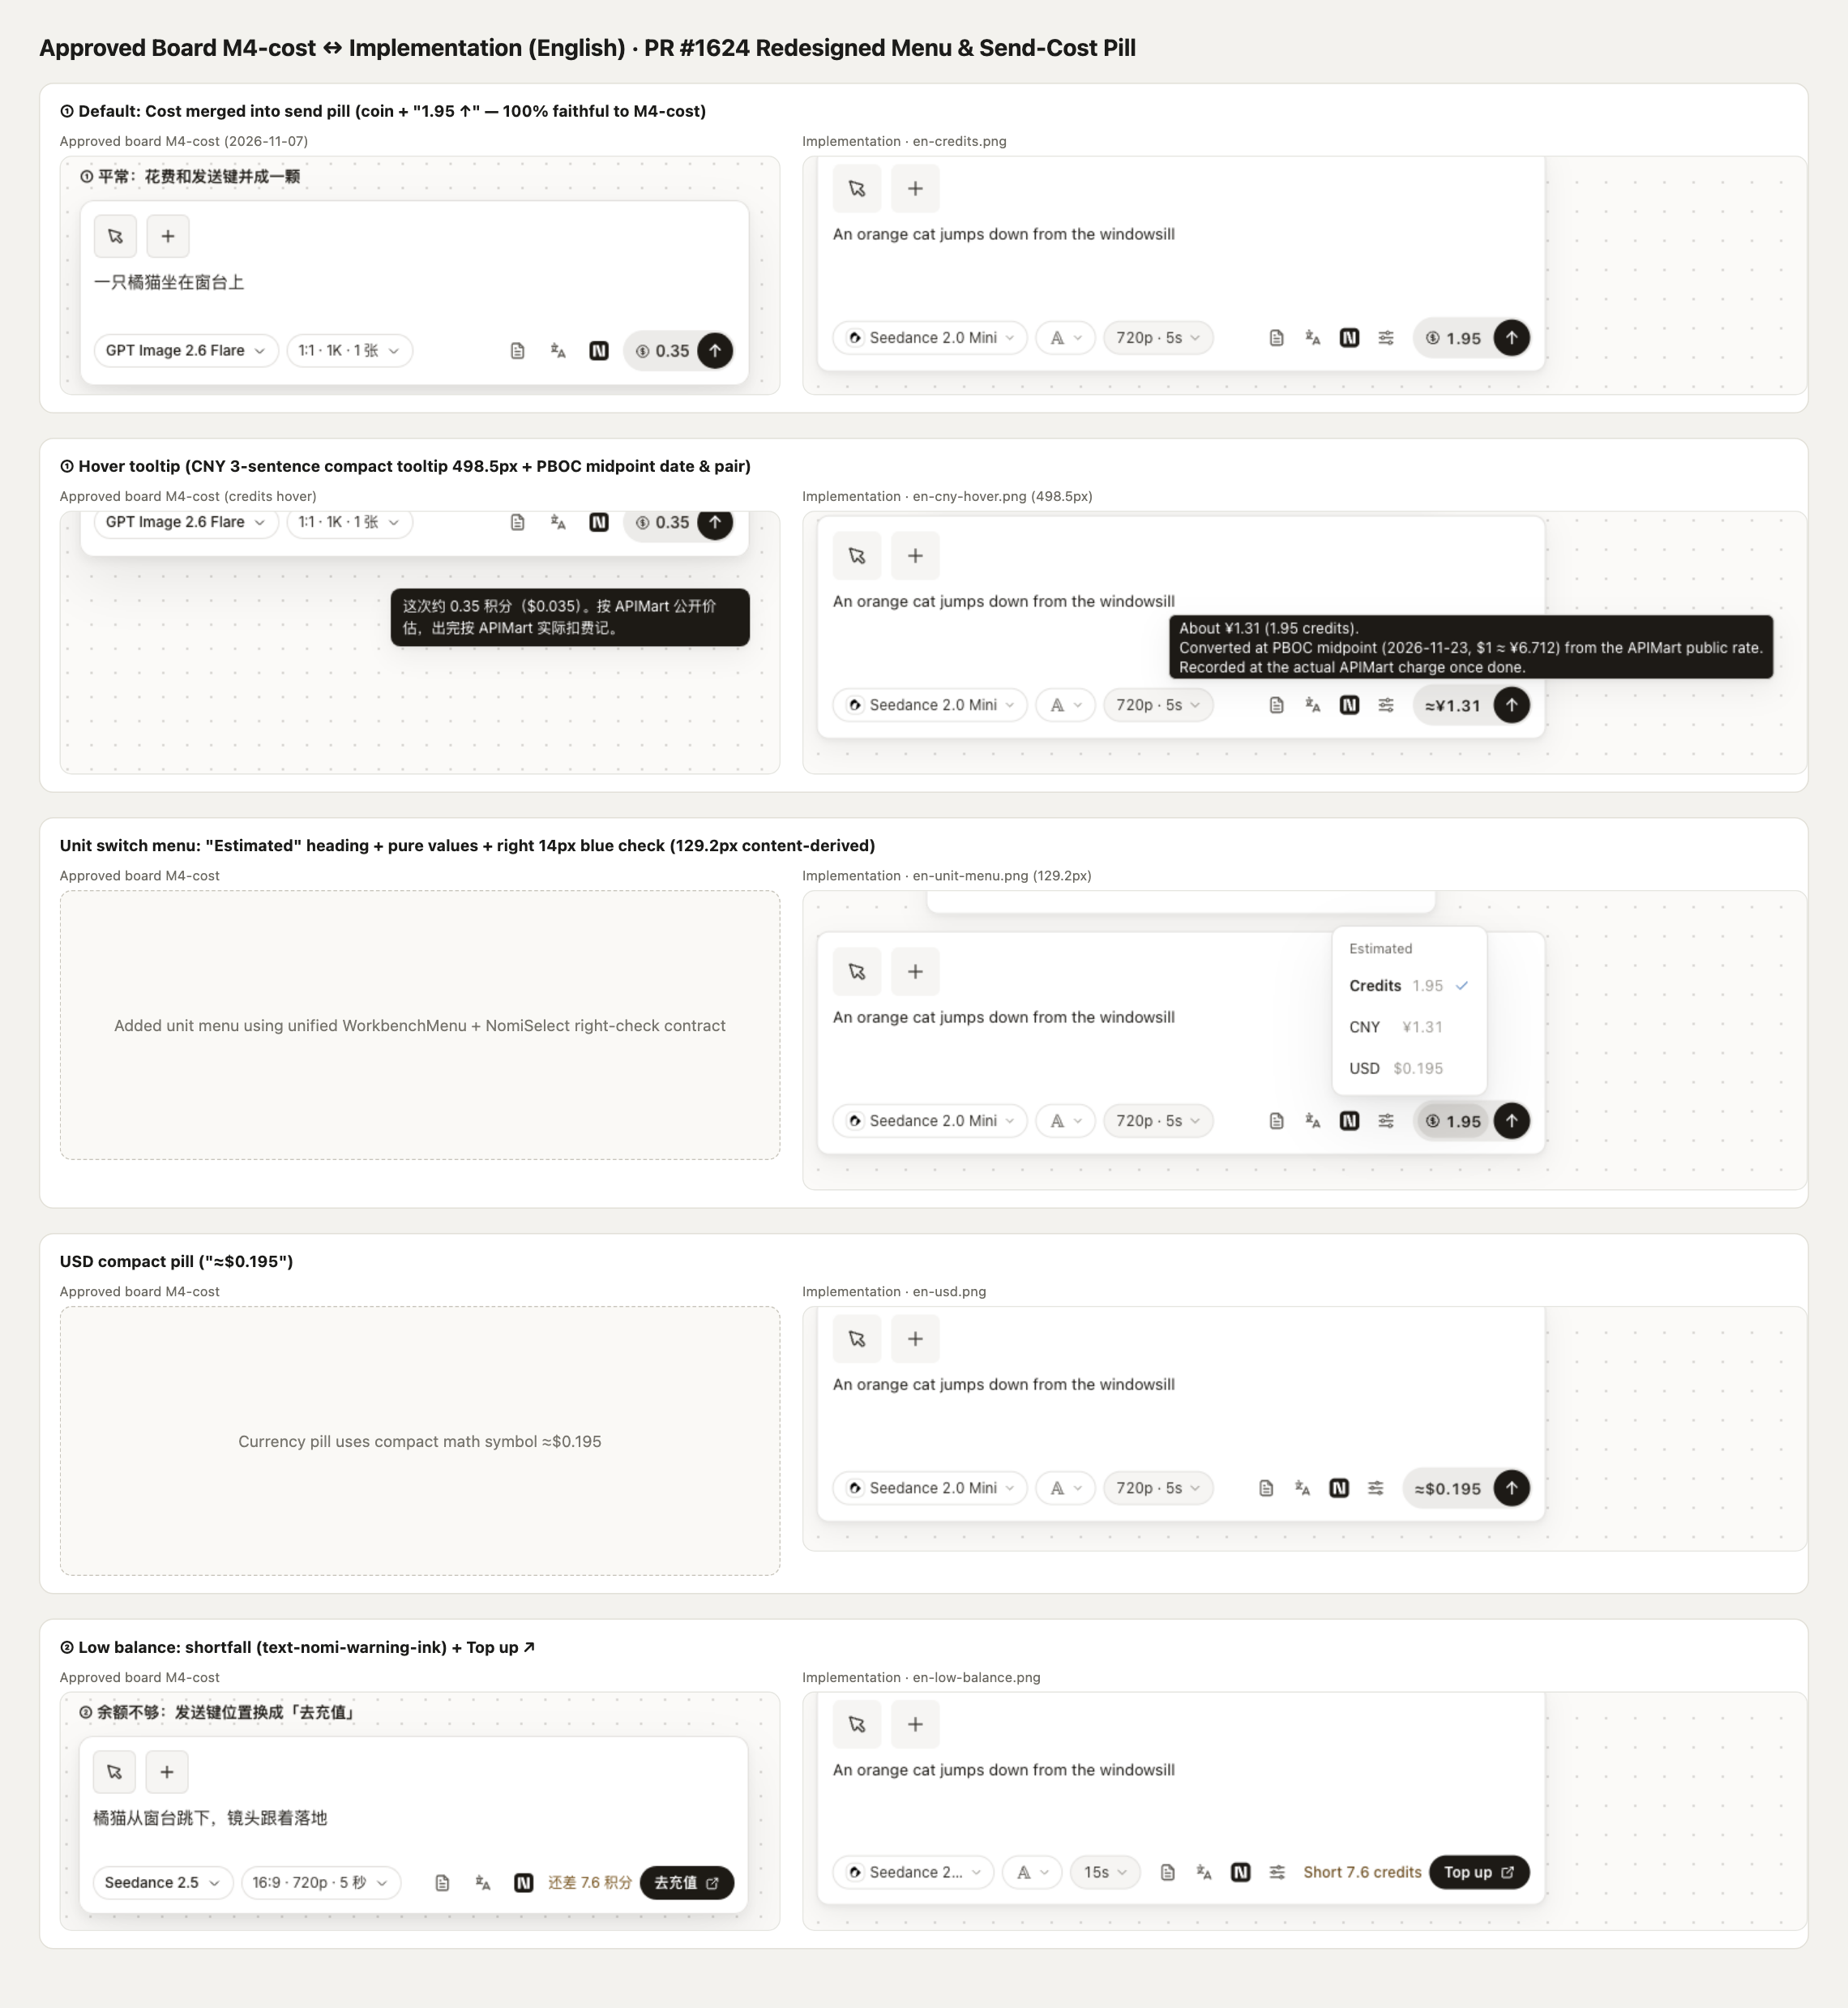 Approved Board M4-cost ↔ Implementation (English) · PR #1624 Redesigned Menu & Send-Cost Pill
① Default: Cost merged into send pill (coin + "1.95 ↑" — 100% faithful to M4-cost)
Approved board M4-cost (2026-11-07)
① 平常：花费和发送键并成一颗
一只橘猫坐在窗台上
GPT Image 2.6 Flare
1:1 · 1K · 1 张
0.35
Implementation · en-credits.png
An orange cat jumps down from the windowsill
Seedance 2.0 Mini
720p · 5s
1.95
① Hover tooltip (CNY 3-sentence compact tooltip 498.5px + PBOC midpoint date & pair)
Approved board M4-cost (credits hover)
GPT Image 2.6 Flare
1:1 · 1K · 1 张
0.35
这次约 0.35 积分（$0.035）。按 APIMart 公开价
估，出完按 APIMart 实际扣费记。
Implementation · en-cny-hover.png (498.5px)
An orange cat jumps down from the windowsill
About ¥1.31 (1.95 credits).
Converted at PBOC midpoint (2026-11-23, $1 ≈ ¥6.712) from the APIMart public rate.
Recorded at the actual APIMart charge once done.
Seedance 2.0 Mini
720p · 5s
≈¥1.31
Unit switch menu: "Estimated" heading + pure values + right 14px blue check (129.2px content-derived)
Approved board M4-cost
Added unit menu using unified WorkbenchMenu + NomiSelect right-check contract
Implementation · en-unit-menu.png (129.2px)
An orange cat jumps down from the windowsill
Estimated
Credits 1.95
CNY ¥1.31
USD $0.195
Seedance 2.0 Mini
720p · 5s
1.95
USD compact pill ("≈$0.195")
Approved board M4-cost
Currency pill uses compact math symbol ≈$0.195
Implementation · en-usd.png
An orange cat jumps down from the windowsill
Seedance 2.0 Mini
720p · 5s
≈$0.195
② Low balance: shortfall (text-nomi-warning-ink) + Top up ↗
Approved board M4-cost
② 余额不够：发送键位置换成「去充值」
橘猫从窗台跳下，镜头跟着落地
Seedance 2.5
16:9 · 720p · 5 秒
还差 7.6 积分
去充值
Implementation · en-low-balance.png
An orange cat jumps down from the windowsill
Seedance 2...
15s
Short 7.6 credits
Top up